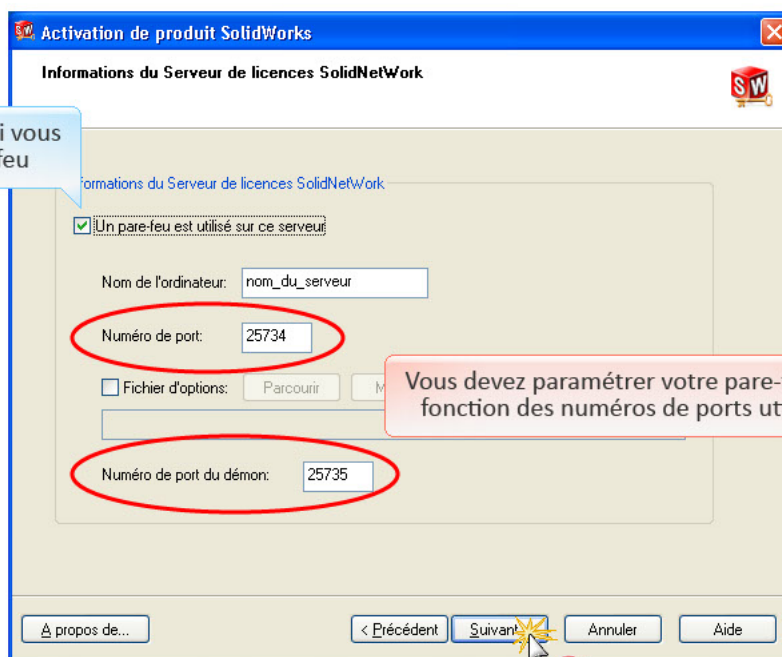 Activation de produit SolidWorks
Informations du Serveur de licences SolidNetWork
SW
i vous
feu
formations du Serveur de licences SolidNetWork
Un pare-feu est utilisé sur ce serveur
Nom de l'ordinateur: nom_du_serveur
Numéro de port: 25734
Fichier d'options: Parcourir M
Vous devez paramétrer votre pare-
fonction des numéros de ports ut
Numéro de port du démon: 25735
A propos de... < Précédent Suivant Annuler Aide